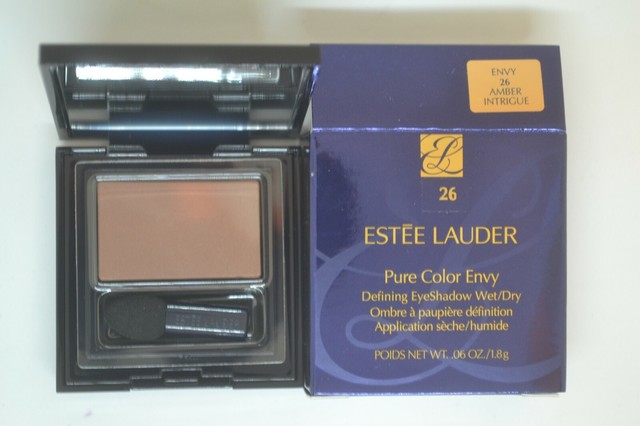 ENVY
26
AMBER
INTRIGUE
26
ESTĒE LAUDER
Pure Color Envy
Defining EyeShadow Wet/Dry
Ombre à paupière définition
Application sèche/humide
POIDS NET WT. .06 OZ./1.8g